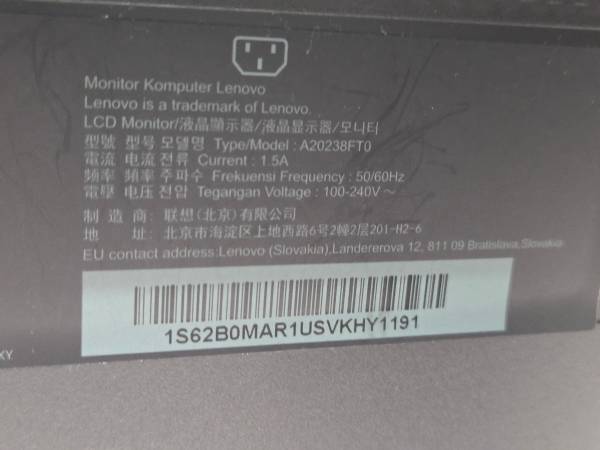 Monitor Komputer Lenovo
Lenovo is a trademark of Lenovo.
LCD Monitor/液晶顯示器/液晶显示器/모니터
型號 型号 모델명 Type/Model : A20238FT0
電流 电流 전류 Current : 1.5A
頻率 频率 주파수 Frekuensi Frequency : 50/60Hz
電壓 电压 전압 Tegangan Voltage : 100-240V～
制 造 商: 联想(北京)有限公司
地 址: 北京市海淀区上地西路6号2幢2层201-H2-6
EU contact address:Lenovo (Slovakia),Landererova 12, 811 09 Bratislava,Slovakia
1S62B0MAR1USVKHY1191
XY.